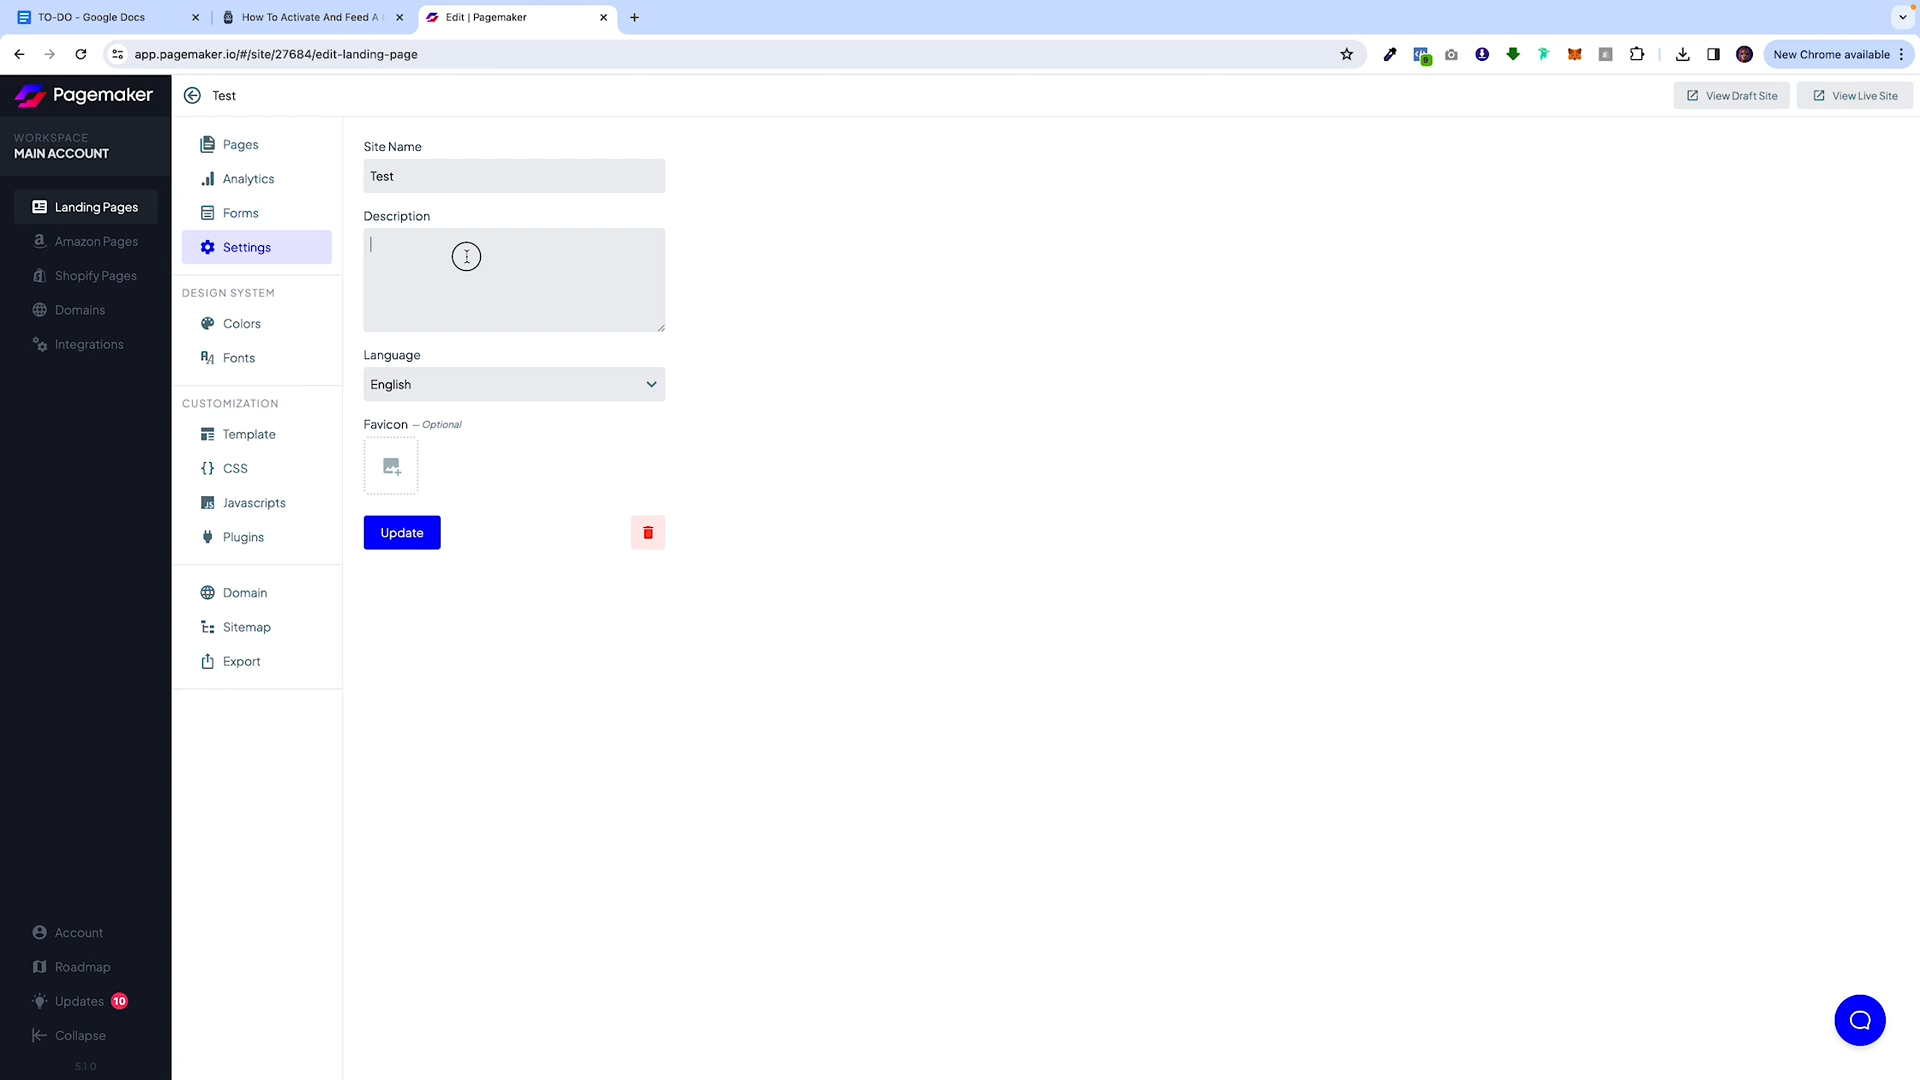 TO-DO - Google Docs
How To Activate And Feed A
Edit | Pagemaker
app.pagemaker.io/#/site/27684/edit-landing-page
9
New Chrome available
Pagemaker
Test
View Draft Site
View Live Site
WORKSPACE
MAIN ACCOUNT
Landing Pages
Amazon Pages
Shopify Pages
Domains
Integrations
Account
Roadmap
Updates 10
Collapse
5.1.0
Pages
Analytics
Forms
Settings
DESIGN SYSTEM
Colors
Fonts
CUSTOMIZATION
Template
CSS
Javascripts
Plugins
Domain
Sitemap
Export
Site Name
Test
Description
Language
English
Favicon — Optional
Update